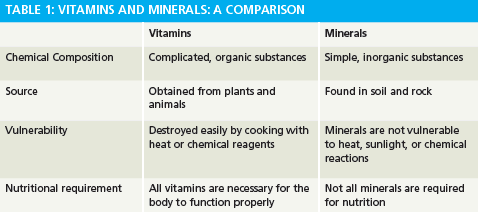 TABLE 1: VITAMINS AND MINERALS: A COMPARISON
Vitamins Minerals
Chemical Composition Complicated, organic substances Simple, inorganic substances
Source Obtained from plants and Found in soil and rock
animals
Vulnerability Destroyed easily by cooking with Minerals are not vulnerable
heat or chemical reagents to heat, sunlight, or chemical
reactions
Nutritional requirement All vitamins are necessary for the Not all minerals are required
body to function properly for nutrition